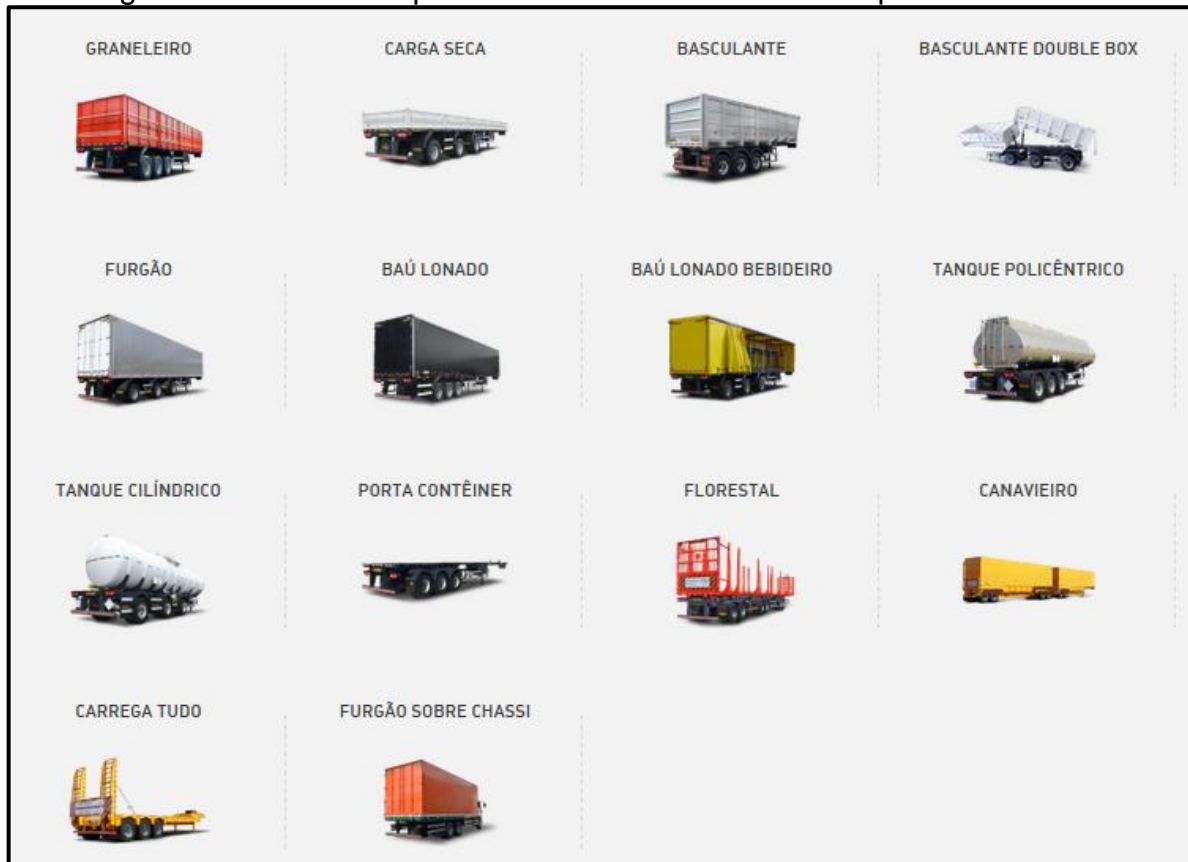 GRANELEIRO
CARGA SECA
BASCULANTE
BASCULANTE DOUBLE BOX
FURGÃO
BAÚ LONADO
BAÚ LONADO BEBIDEIRO
TANQUE POLICÊNTRICO
TANQUE CILÍNDRICO
PORTA CONTÊINER
FLORESTAL
CANAVIEIRO
CARREGA TUDO
FURGÃO SOBRE CHASSI